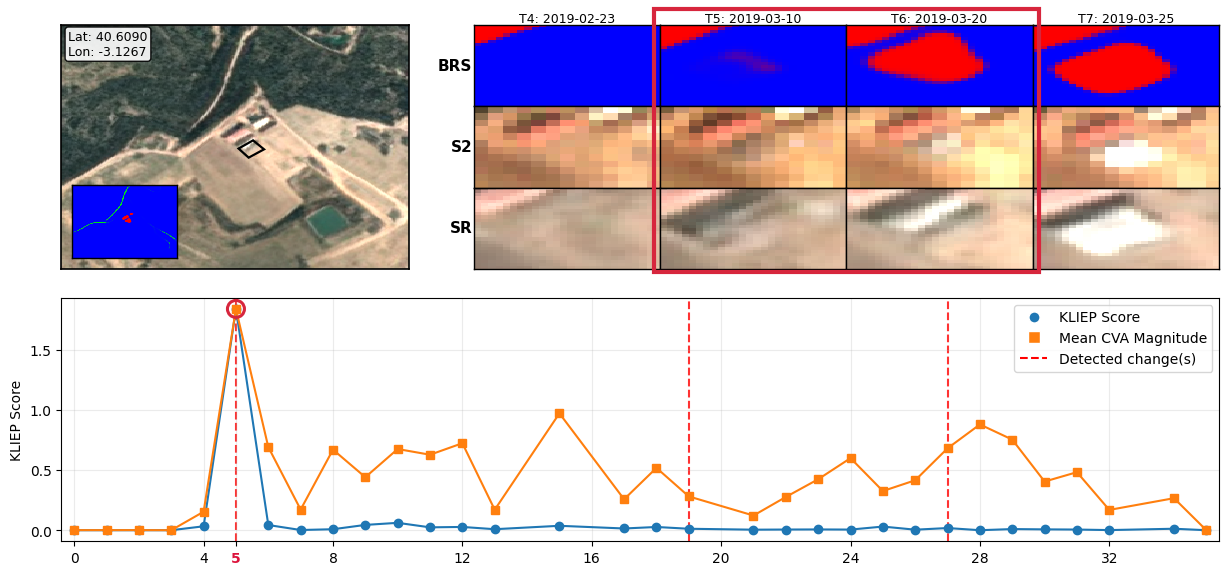 Lat: 40.6090
Lon: -3.1267
T4: 2019-02-23
T5: 2019-03-10
T6: 2019-03-20
T7: 2019-03-25
BRS
S2
SR
KLIEP Score
1.5
1.0
0.5
0.0
KLIEP Score
Mean CVA Magnitude
Detected change(s)
0
4
5
8
12
16
20
24
28
32